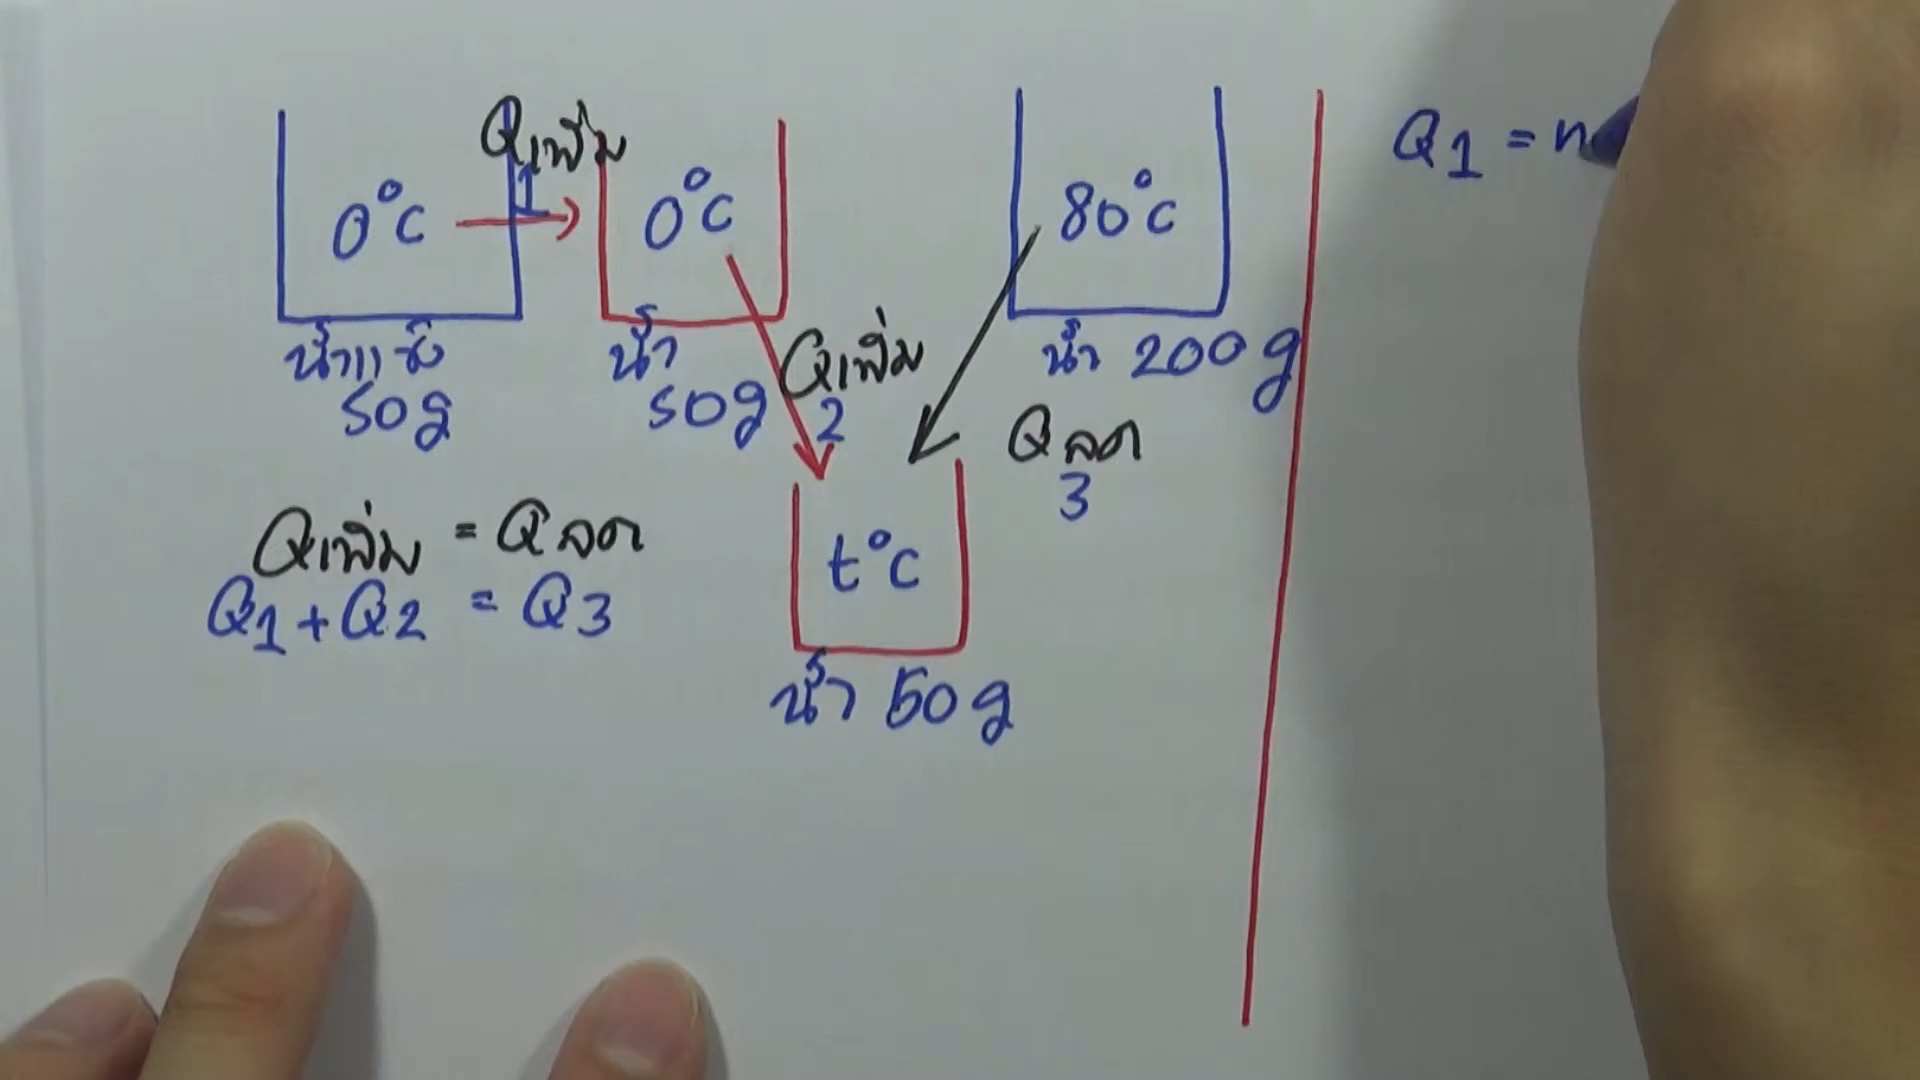 Qเพิ่ม
1
0°C
0°C
80°C
Q1 =
น้ำแข็ง
50g
น้ำ
50g
Qเพิ่ม
2
น้ำ 200g
Qลด
3
Qเพิ่ม = Qลด
Q1+Q2 = Q3
t°C
น้ำ 50g